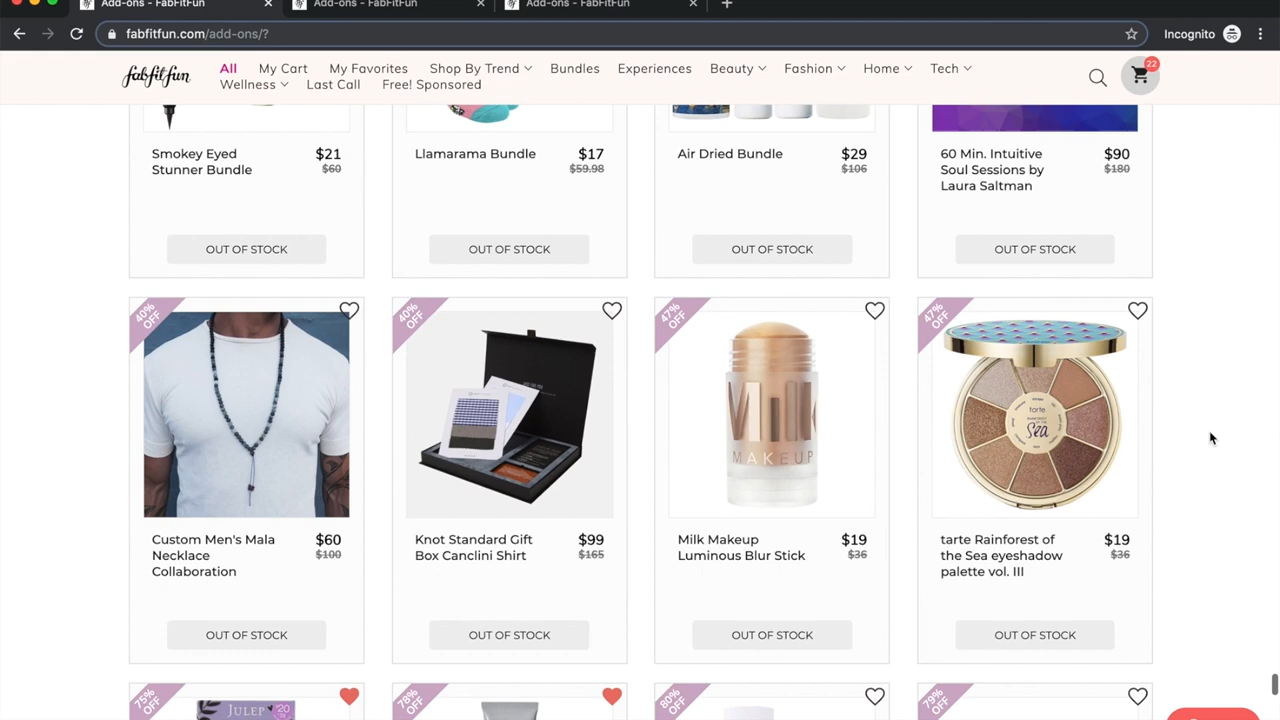 Add-ons - FabFitFun
Add-ons - FabFitFun
Add-ons - FabFitFun
fabfitfun.com/add-ons/?
Incognito
fabfitfun
All
My Cart
My Favorites
Shop By Trend
Bundles
Experiences
Beauty
Fashion
Home
Tech
22
Wellness
Last Call
Free! Sponsored
Smokey Eyed
Stunner Bundle
$21
$60
OUT OF STOCK
Llamarama Bundle
$17
$59.98
OUT OF STOCK
Air Dried Bundle
$29
$106
OUT OF STOCK
60 Min. Intuitive
Soul Sessions by
Laura Saltman
$90
$180
OUT OF STOCK
40%
OFF
Custom Men's Mala
Necklace
Collaboration
$60
$100
OUT OF STOCK
40%
OFF
Knot Standard Gift
Box Canclini Shirt
$99
$165
OUT OF STOCK
47%
OFF
MILK
MAKEUP
Milk Makeup
Luminous Blur Stick
$19
$36
OUT OF STOCK
47%
OFF
tarte
Sea
tarte Rainforest of
the Sea eyeshadow
palette vol. III
$19
$36
OUT OF STOCK
75%
OFF
JULEP
$20
78%
OFF
80%
OFF
79%
OFF